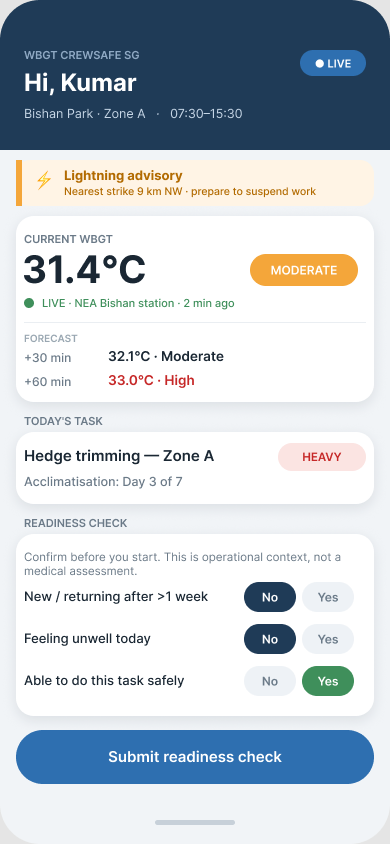 WBGT CREWSAFE SG
LIVE
Hi, Kumar
Bishan Park · Zone A · 07:30–15:30
Lightning advisory
Nearest strike 9 km NW · prepare to suspend work
CURRENT WBGT
31.4°C
MODERATE
LIVE · NEA Bishan station · 2 min ago
FORECAST
+30 min 32.1°C · Moderate
+60 min 33.0°C · High
TODAY'S TASK
Hedge trimming — Zone A
HEAVY
Acclimatisation: Day 3 of 7
READINESS CHECK
Confirm before you start. This is operational context, not a
medical assessment.
New / returning after >1 week No Yes
Feeling unwell today No Yes
Able to do this task safely No Yes
Submit readiness check